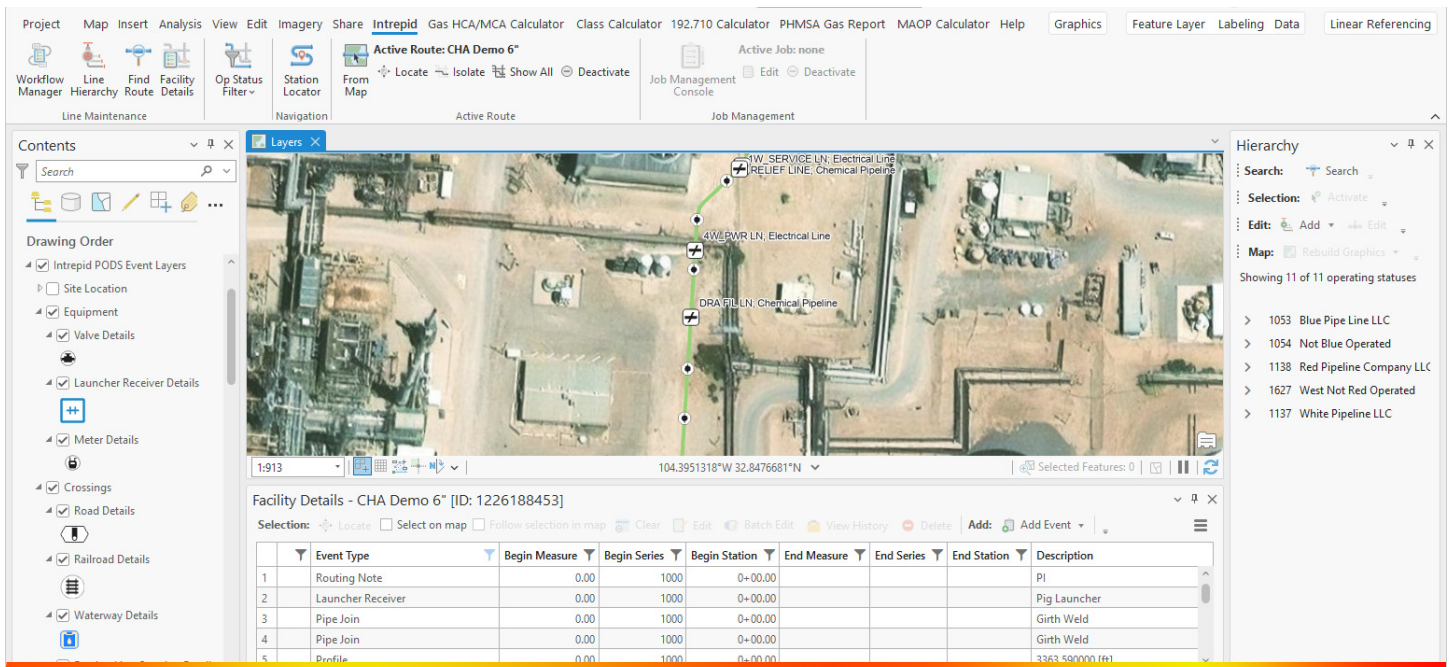 Project Map Insert Analysis View Edit Imagery Share Intrepid Gas HCA/MCA Calculator Class Calculator 192.710 Calculator PHMSA Gas Report MAOP Calculator Help Graphics Feature Layer Labeling Data Linear Referencing
Workflow Manager
Line Hierarchy
Find Route
Facility Details
Line Maintenance
Op Status Filter
Station Locator
Navigation
From Map
Active Route: CHA Demo 6"
Locate Isolate Show All Deactivate
Active Route
Job Management Console
Active Job: none
Edit Deactivate
Job Management
Contents
Search
Drawing Order
Intrepid PODS Event Layers
Site Location
Equipment
Valve Details
Launcher Receiver Details
Meter Details
Crossings
Road Details
Railroad Details
Waterway Details
Layers
4W_SERVICE LN; Electrical Line
RELIEF LINE; Chemical Pipeline
4W_PWR LN; Electrical Line
DRA FIL LN; Chemical Pipeline
1:913 104.3951318°W 32.8476681°N Selected Features: 0
Facility Details - CHA Demo 6" [ID: 1226188453]
Selection: Locate Select on map Follow selection in map Clear Edit Batch Edit View History Delete Add: Add Event
Event Type Begin Measure Begin Series Begin Station End Measure End Series End Station Description
1 Routing Note 0.00 1000 0+00.00 PI
2 Launcher Receiver 0.00 1000 0+00.00 Pig Launcher
3 Pipe Join 0.00 1000 0+00.00 Girth Weld
4 Pipe Join 0.00 1000 0+00.00 Girth Weld
5 Profile 0.00 1000 0+00.00 3363.590000 [ft]
Hierarchy
Search: Search
Selection: Activate
Edit: Add Edit
Map: Rebuild Graphics
Showing 11 of 11 operating statuses
1053 Blue Pipe Line LLC
1054 Not Blue Operated
1138 Red Pipeline Company LLC
1627 West Not Red Operated
1137 White Pipeline LLC